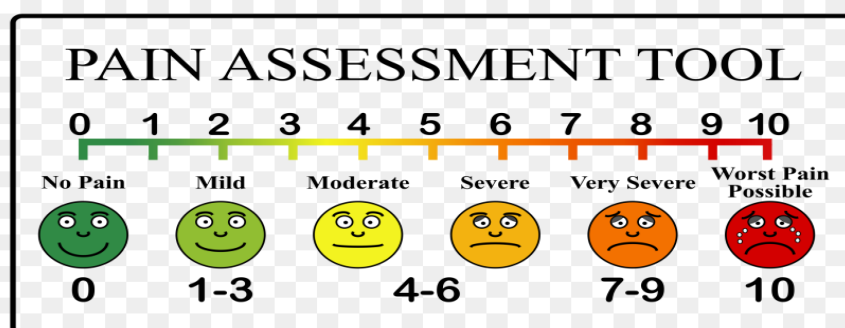 PAIN ASSESSMENT TOOL
0 1 2 3 4 5 6 7 8 9 10
No Pain Mild Moderate Severe Very Severe Worst Pain
Possible
0 1-3 4-6 7-9 10